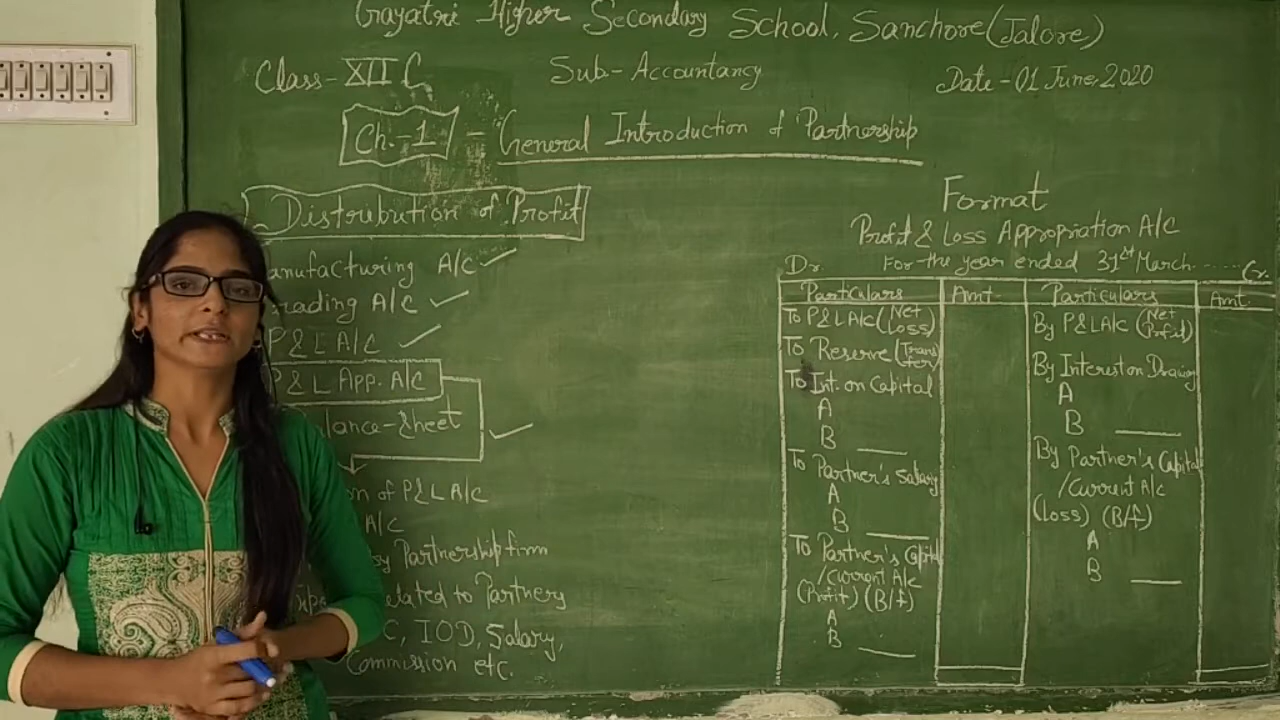 Gayatri Higher Secondary School, Sanchore (Jalore)
Class-XII C
Sub-Accountancy
Date-01 June, 2020
Ch.-1 - General Introduction of Partnership
Distribution of Profit
anufacturing A/c
rading A/c
P & L A/c
P & L App. A/c
lance-Sheet
on of P & L A/c
A/c
by Partnership firm
elated to Partners
C, IOD, Salary,
Commission etc.
Format
Profit & Loss Appropriation A/c
For the year ended 31st March......
Dr. Cr.
Particulars Amt Particulars Amt.
To P & L A/c (Net Loss)
To Reserve (Transfer)
To Int. on Capital
A
B
To Partner's Salary
A
B
To Partner's Capital
/Current A/c
(Profit) (B/f)
A
B
By P & L A/c (Net Profit)
By Interest on Drawing
A
B
By Partner's Capital
/Current A/c
(Loss) (B/f)
A
B